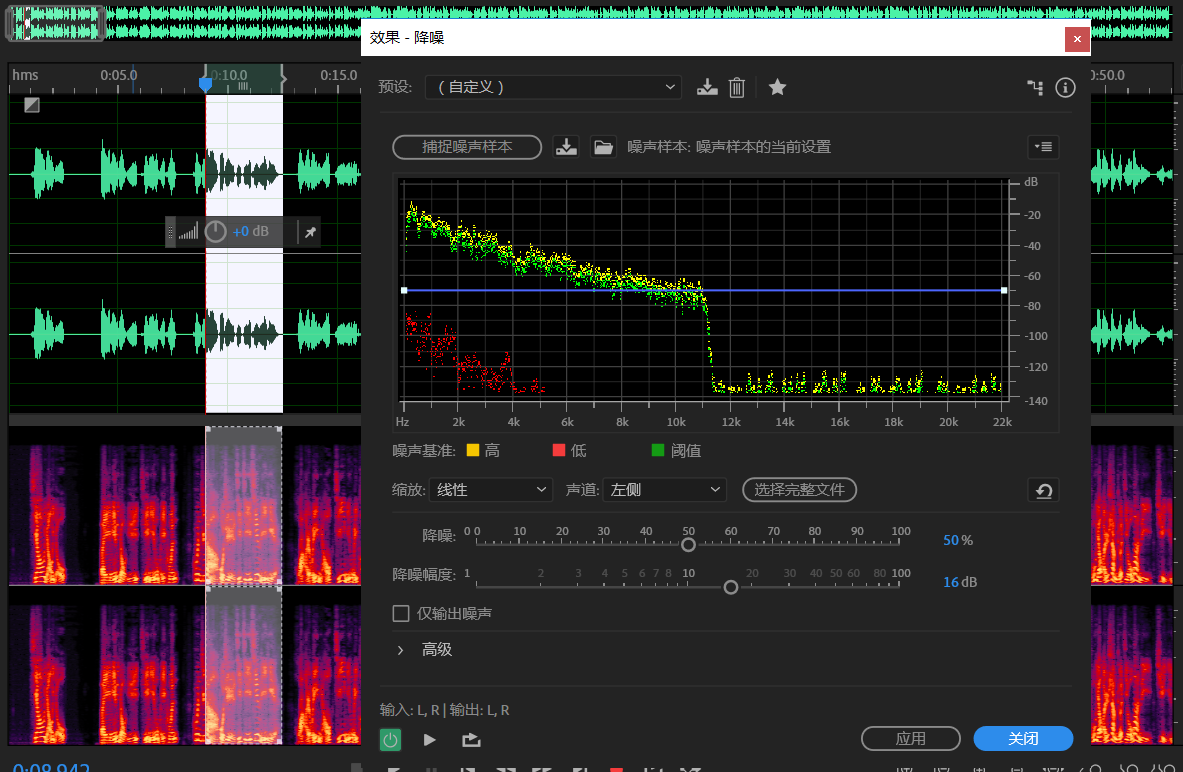 效果 - 降噪
hms 0:05.0 0:10.0 0:15.0 0:50.0
预设: ( 自定义 )
捕捉噪声样本 噪声样本: 噪声样本的当前设置
dB
-20
-40
+0 dB
-60
-80
-100
-120
-140
Hz 2k 4k 6k 8k 10k 12k 14k 16k 18k 20k 22k
噪声基准: 高 低 阈值
缩放: 线性 声道: 左侧 选择完整文件
降噪: 0 0 10 20 30 40 50 60 70 80 90 100 50 %
降噪幅度: 1 2 3 4 5 6 7 8 10 20 30 40 50 60 80 100 16 dB
仅输出噪声
高级
输入: L, R | 输出: L, R
应用 关闭
0:08.942